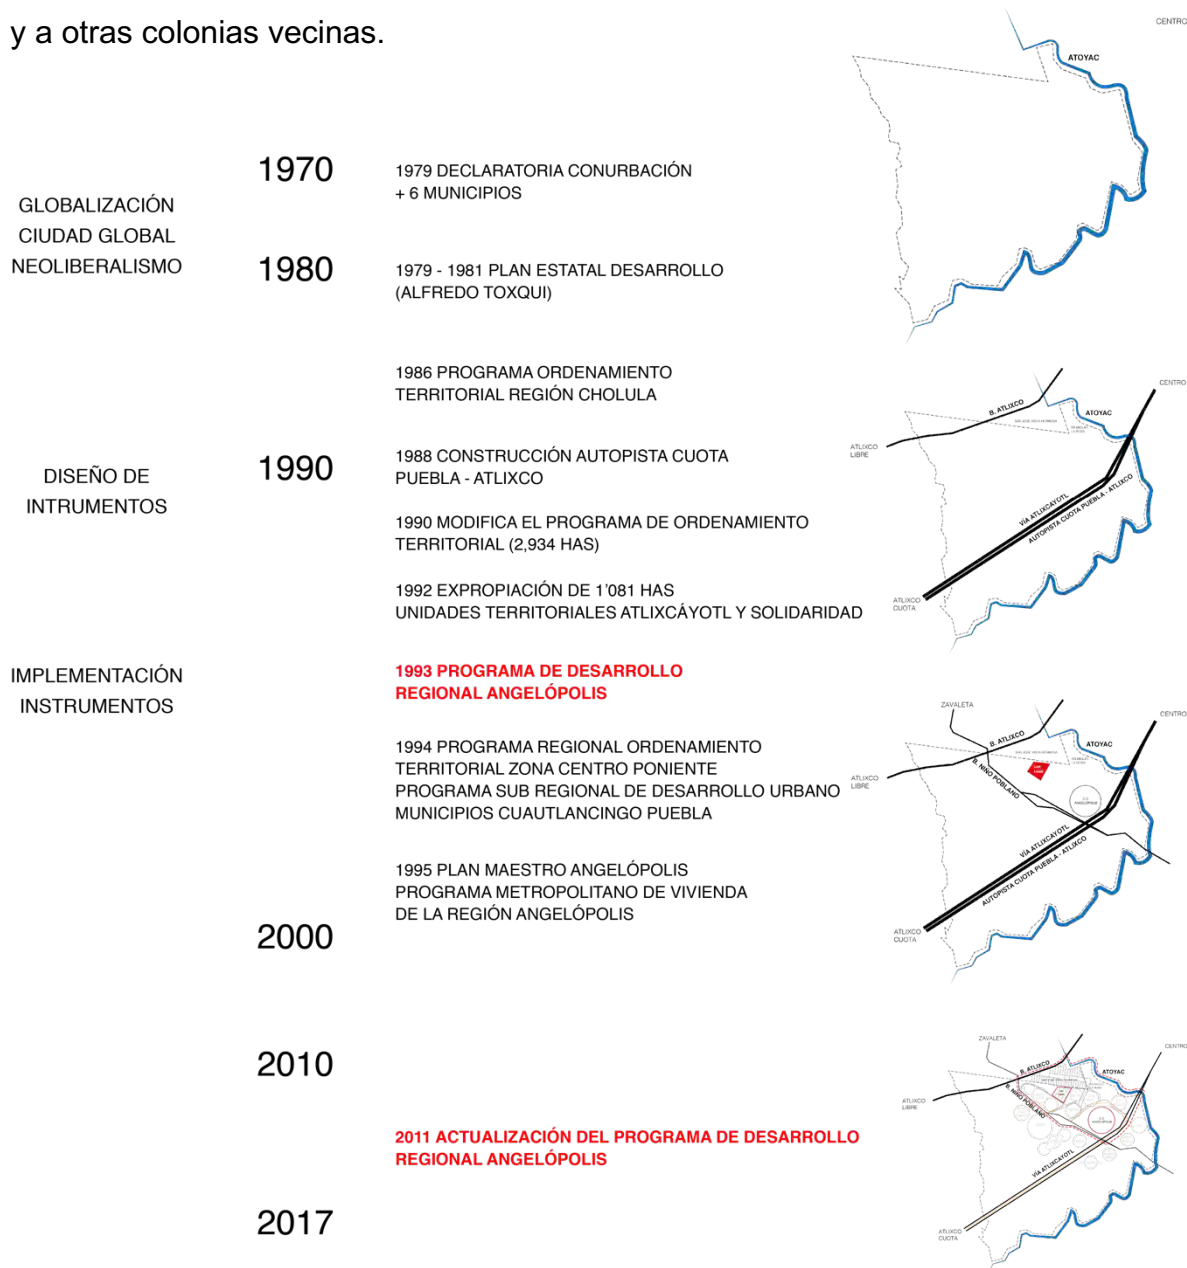 y a otras colonias vecinas.
GLOBALIZACIÓN
CIUDAD GLOBAL
NEOLIBERALISMO
1970
1979 DECLARATORIA CONURBACIÓN
+ 6 MUNICIPIOS
1980
1979 - 1981 PLAN ESTATAL DESARROLLO
(ALFREDO TOXQUI)
1986 PROGRAMA ORDENAMIENTO
TERRITORIAL REGIÓN CHOLULA
DISEÑO DE
INTRUMENTOS
1990
1988 CONSTRUCCIÓN AUTOPISTA CUOTA
PUEBLA - ATLIXCO
1990 MODIFICA EL PROGRAMA DE ORDENAMIENTO
TERRITORIAL (2,934 HAS)
1992 EXPROPIACIÓN DE 1'081 HAS
UNIDADES TERRITORIALES ATLIXCÁYOTL Y SOLIDARIDAD
IMPLEMENTACIÓN
INSTRUMENTOS
1993 PROGRAMA DE DESARROLLO
REGIONAL ANGELÓPOLIS
1994 PROGRAMA REGIONAL ORDENAMIENTO
TERRITORIAL ZONA CENTRO PONIENTE
PROGRAMA SUB REGIONAL DE DESARROLLO URBANO
MUNICIPIOS CUAUTLANCINGO PUEBLA
1995 PLAN MAESTRO ANGELÓPOLIS
PROGRAMA METROPOLITANO DE VIVIENDA
DE LA REGIÓN ANGELÓPOLIS
2000
2010
2011 ACTUALIZACIÓN DEL PROGRAMA DE DESARROLLO
REGIONAL ANGELÓPOLIS
2017
CENTRO
ATOYAC
CENTRO
B. ATLIXCO
ATOYAC
ATLIXCO
LIBRE
VÍA ATLIXCAYOTL
AUTOPISTA CUOTA PUEBLA - ATLIXCO
ATLIXCO
CUOTA
ZAVALETA
CENTRO
B. ATLIXCO
ATOYAC
B. NIÑO POBLANO
ATLIXCO
LIBRE
ANGELÓPOLIS
VÍA ATLIXCAYOTL
AUTOPISTA CUOTA PUEBLA - ATLIXCO
ATLIXCO
CUOTA
ZAVALETA
CENTRO
B. ATLIXCO
ATOYAC
B. NIÑO POBLANO
ATLIXCO
LIBRE
ANGELÓPOLIS
VÍA ATLIXCAYOTL
ATLIXCO
CUOTA